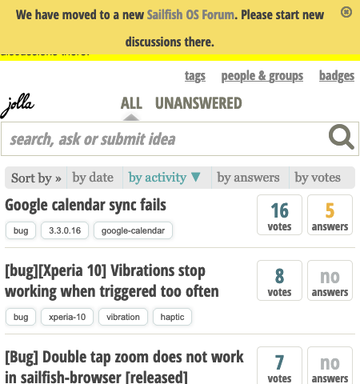 We have moved to a new Sailfish OS Forum. Please start new
discussions there.
discussions there.
tags people & groups badges
jolla ALL UNANSWERED
search, ask or submit idea
Sort by » by date by activity ▼ by answers by votes
Google calendar sync fails
16 votes
5 answers
bug 3.3.0.16 google-calendar
[bug][Xperia 10] Vibrations stop
working when triggered too often
8 votes
no answers
bug xperia-10 vibration haptic
[Bug] Double tap zoom does not work
in sailfish-browser [released]
7 votes
no answers